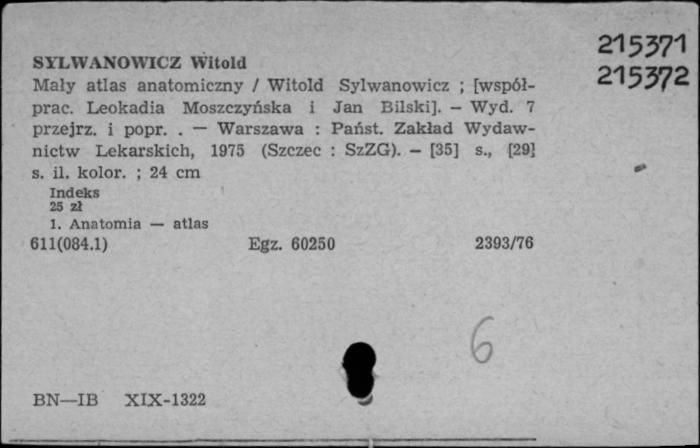 215371
215372
SYLWANOWICZ Witold
Mały atlas anatomiczny / Witold Sylwanowicz ; [współ-
prac. Leokadia Moszczyńska i Jan Bilski]. — Wyd. 7
przejrz. i popr. . — Warszawa : Państ. Zakład Wydaw-
nictw Lekarskich, 1975 (Szczec : SzZG). — [35] s., [29]
s. il. kolor. ; 24 cm
Indeks
25 zł
1. Anatomia — atlas
611(084.1) Egz. 60250 2393/76
6
BN—IB XIX-1322